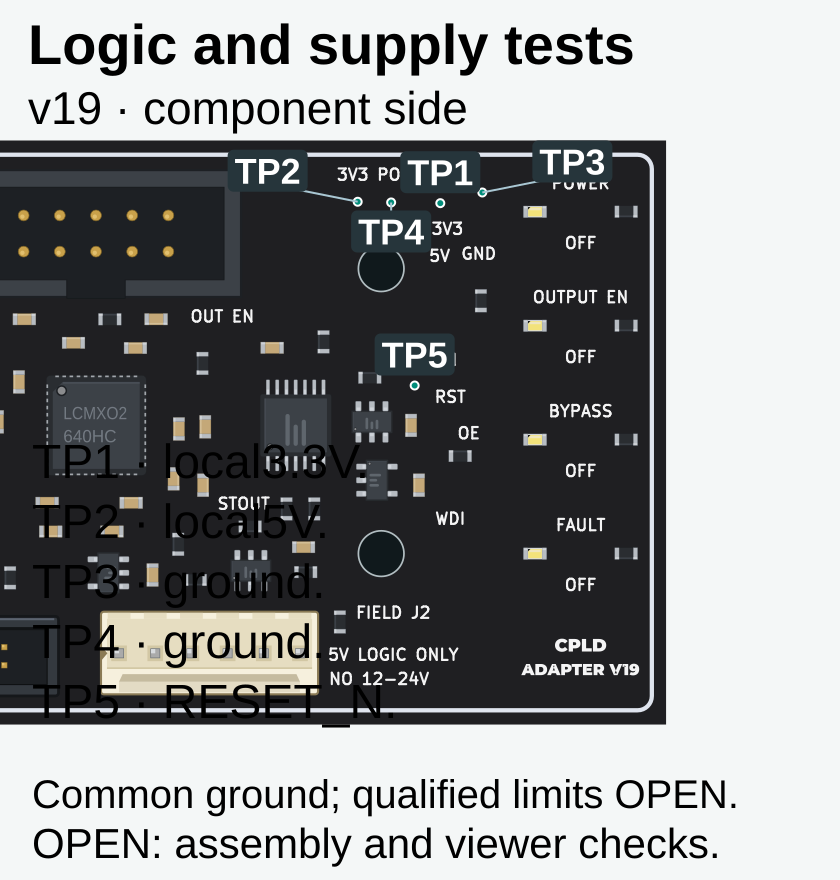 Logic and supply tests
v19 · component side
TP2
3V3 PO
TP1
TP3
POWER
TP4
3V3
5V GND
OFF
OUT EN
OUTPUT EN
OFF
TP5
RST
OE
BYPASS
OFF
LCMXO2
640HC
TP1 · local3.3V.
STOUT
TP2 · local5V.
WDI
FAULT
OFF
TP3 · ground.
FIELD J2
TP4 · ground.
5V LOGIC ONLY
NO 12–24V
CPLD
ADAPTER V19
TP5 · RESET_N.
Common ground; qualified limits OPEN.
OPEN: assembly and viewer checks.